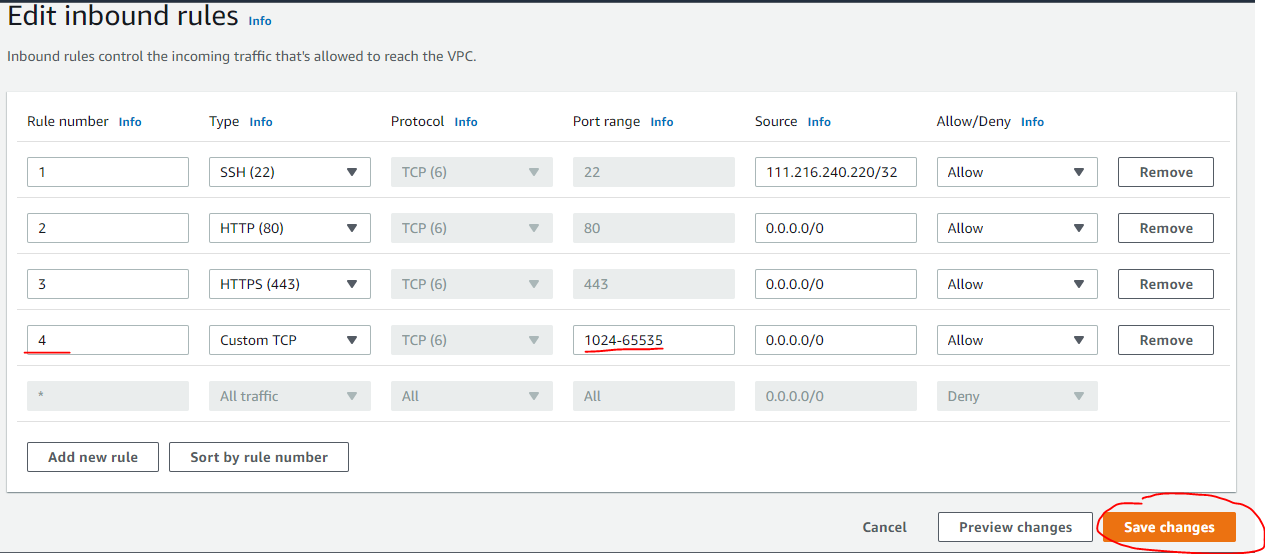 Edit inbound rules Info
Inbound rules control the incoming traffic that's allowed to reach the VPC.
Rule number Info Type Info Protocol Info Port range Info Source Info Allow/Deny Info
1 SSH (22) TCP (6) 22 111.216.240.220/32 Allow Remove
2 HTTP (80) TCP (6) 80 0.0.0.0/0 Allow Remove
3 HTTPS (443) TCP (6) 443 0.0.0.0/0 Allow Remove
4 Custom TCP TCP (6) 1024-65535 0.0.0.0/0 Allow Remove
* All traffic All All 0.0.0.0/0 Deny
Add new rule Sort by rule number
Cancel Preview changes Save changes